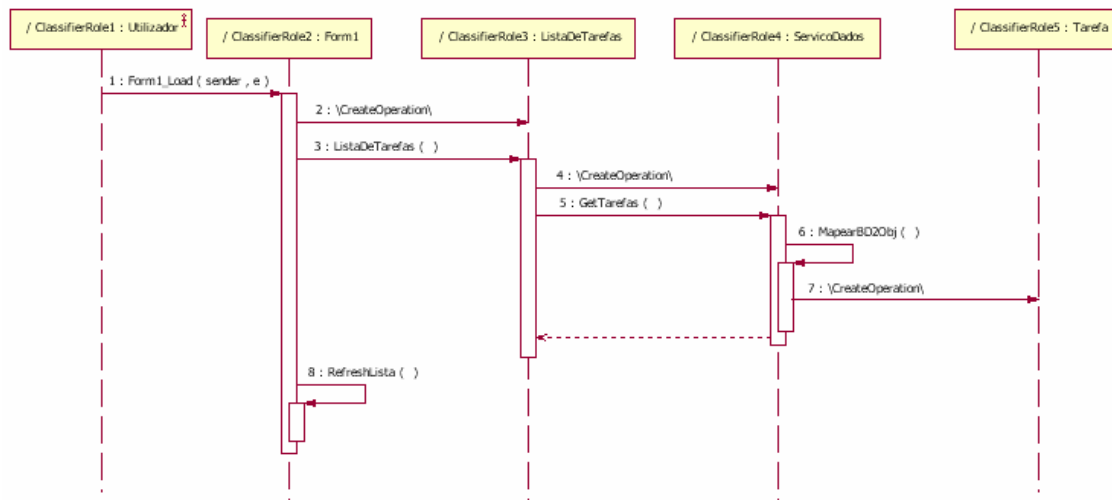 / ClassifierRole1 : Utilizador
/ ClassifierRole2 : Form1
/ ClassifierRole3 : ListaDeTarefas
/ ClassifierRole4 : ServicoDados
/ ClassifierRole5 : Tarefa
1 : Form1_Load ( sender , e )
2 : \CreateOperation\
3 : ListaDeTarefas ( )
4 : \CreateOperation\
5 : GetTarefas ( )
6 : MapearBD2Obj ( )
7 : \CreateOperation\
8 : RefreshLista ( )